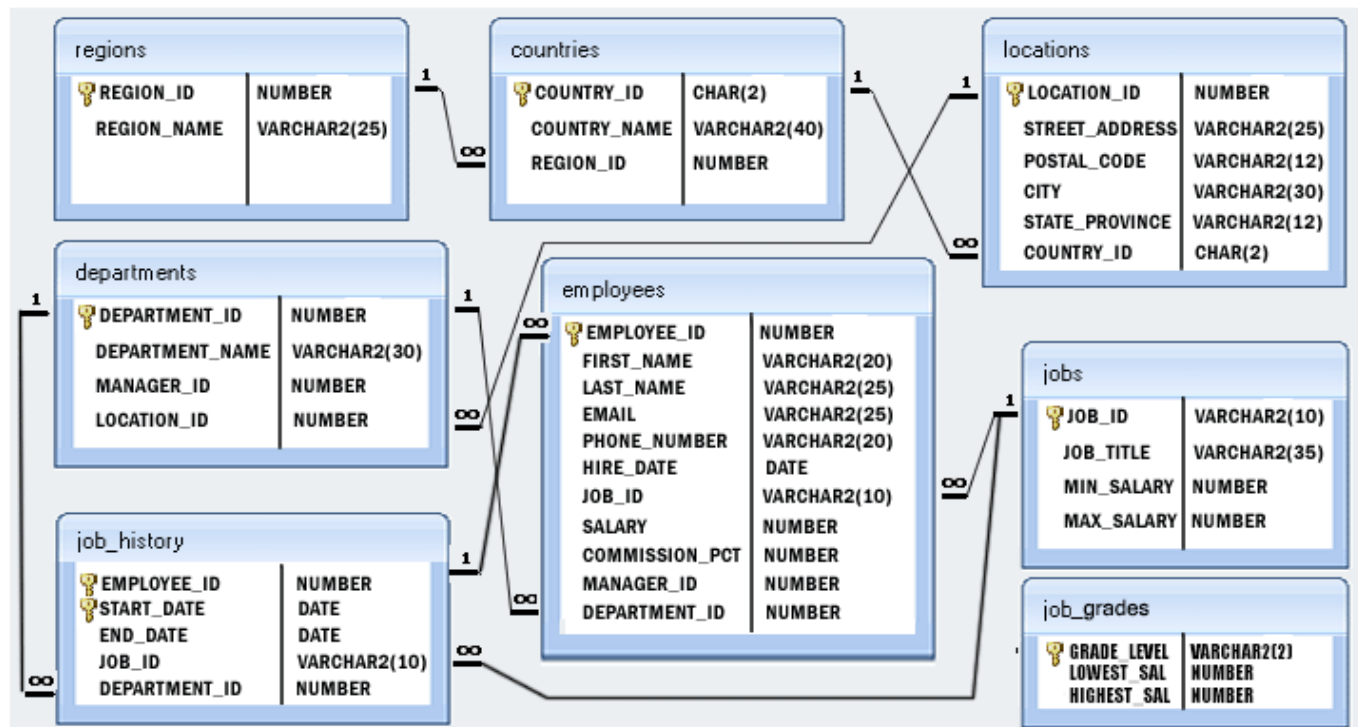 regions
REGION_ID NUMBER
REGION_NAME VARCHAR2(25)
1
∞
countries
COUNTRY_ID CHAR(2)
COUNTRY_NAME VARCHAR2(40)
REGION_ID NUMBER
1
∞
locations
LOCATION_ID NUMBER
STREET_ADDRESS VARCHAR2(25)
POSTAL_CODE VARCHAR2(12)
CITY VARCHAR2(30)
STATE_PROVINCE VARCHAR2(12)
COUNTRY_ID CHAR(2)
1
∞
departments
DEPARTMENT_ID NUMBER
DEPARTMENT_NAME VARCHAR2(30)
MANAGER_ID NUMBER
LOCATION_ID NUMBER
1
1
∞
employees
EMPLOYEE_ID NUMBER
FIRST_NAME VARCHAR2(20)
LAST_NAME VARCHAR2(25)
EMAIL VARCHAR2(25)
PHONE_NUMBER VARCHAR2(20)
HIRE_DATE DATE
JOB_ID VARCHAR2(10)
SALARY NUMBER
COMMISSION_PCT NUMBER
MANAGER_ID NUMBER
DEPARTMENT_ID NUMBER
∞
∞
jobs
JOB_ID VARCHAR2(10)
JOB_TITLE VARCHAR2(35)
MIN_SALARY NUMBER
MAX_SALARY NUMBER
1
job_history
EMPLOYEE_ID NUMBER
START_DATE DATE
END_DATE DATE
JOB_ID VARCHAR2(10)
DEPARTMENT_ID NUMBER
1
∞
∞
job_grades
GRADE_LEVEL VARCHAR2(2)
LOWEST_SAL NUMBER
HIGHEST_SAL NUMBER